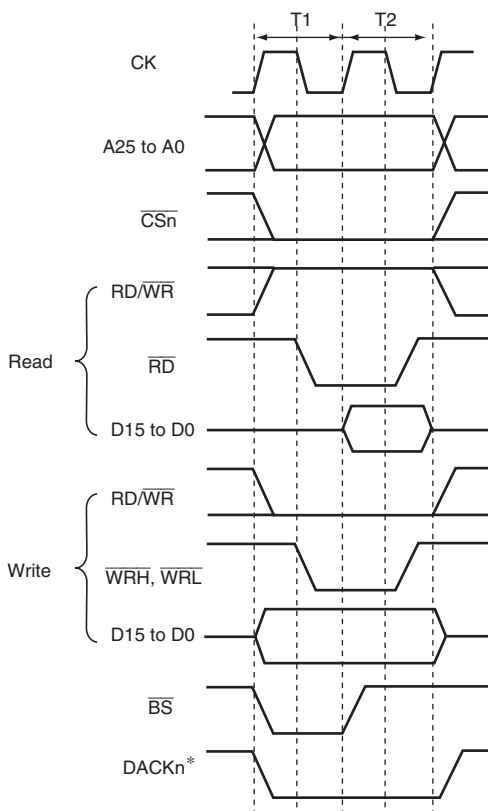 T1 T2
CK
A25 to A0
CSn
RD/WR
Read
RD
D15 to D0
RD/WR
Write
WRH, WRL
D15 to D0
BS
DACKn*